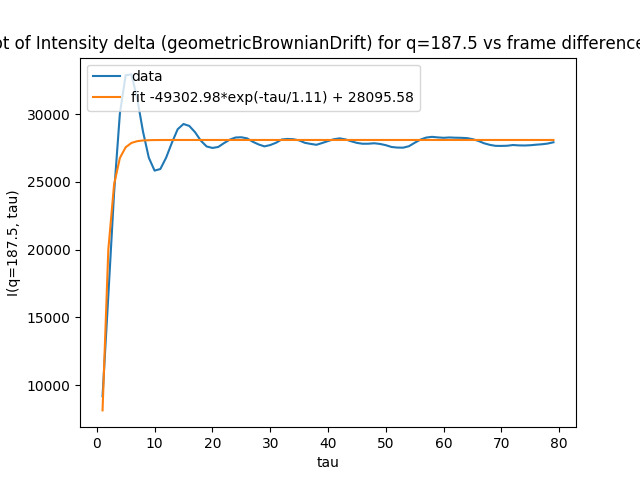 ot of Intensity delta (geometricBrownianDrift) for q=187.5 vs frame difference
data
fit -49302.98*exp(-tau/1.11) + 28095.58
I(q=187.5, tau)
30000
25000
20000
15000
10000
0 10 20 30 40 50 60 70 80
tau